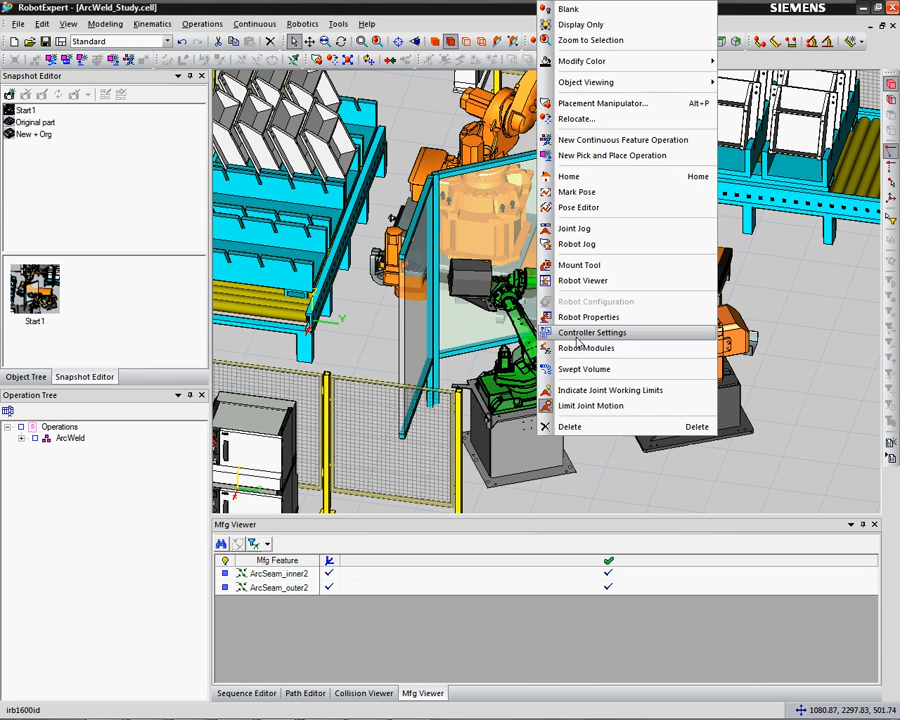 RobotExpert - [ArcWeld_Study.cell]
SIEMENS
File Edit View Modeling Kinematics Operations Continuous Robotics Tools Help
Standard
Snapshot Editor
Start1
Original part
New + Org
Start1
Object Tree Snapshot Editor
Operation Tree
Operations
ArcWeld
Y
Blank
Display Only
Zoom to Selection
Modify Color
Object Viewing
Placement Manipulator... Alt+P
Relocate...
New Continuous Feature Operation
New Pick and Place Operation
Home Home
Mark Pose
Pose Editor
Joint Jog
Robot Jog
Mount Tool
Robot Viewer
Robot Configuration
Robot Properties
Controller Settings
Robot Modules
Swept Volume
Indicate Joint Working Limits
Limit Joint Motion
Delete Delete
Mfg Viewer
Mfg Feature
ArcSeam_inner2
ArcSeam_outer2
Sequence Editor Path Editor Collision Viewer Mfg Viewer
irb1600id
1080.87, 2297.83, 501.74